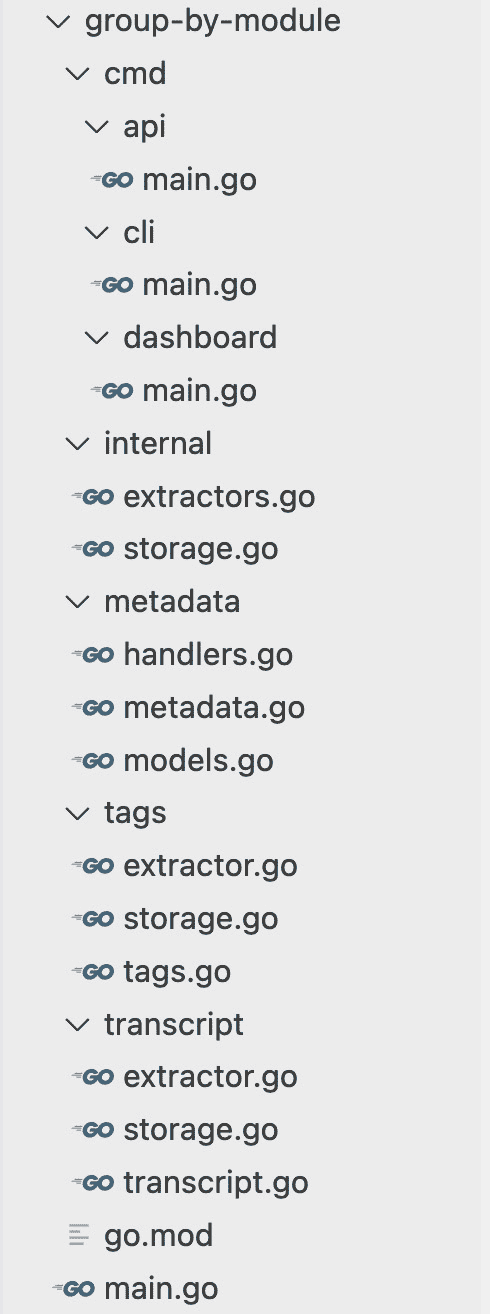 group-by-module
cmd
api
GO main.go
cli
GO main.go
dashboard
GO main.go
internal
GO extractors.go
GO storage.go
metadata
GO handlers.go
GO metadata.go
GO models.go
tags
GO extractor.go
GO storage.go
GO tags.go
transcript
GO extractor.go
GO storage.go
GO transcript.go
go.mod
GO main.go